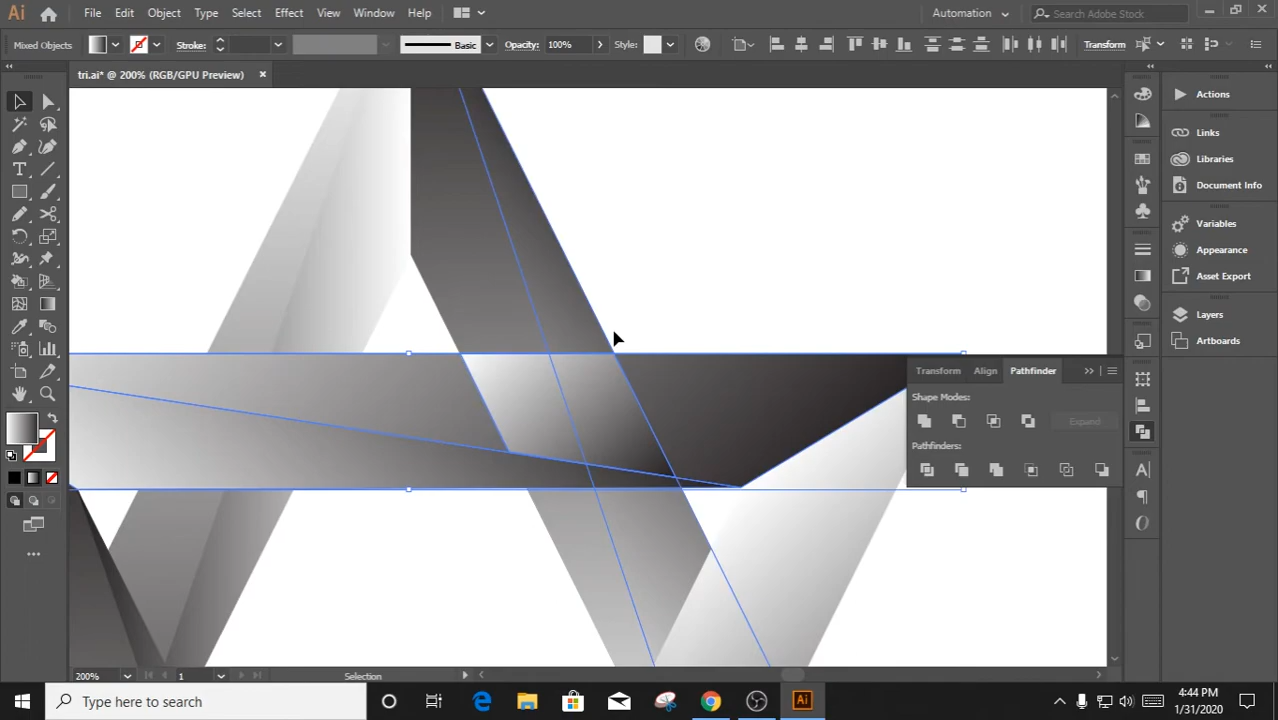 Ai File Edit Object Type Select Effect View Window Help Automation Search Adobe Stock
Mixed Objects Stroke: Basic Opacity: 100% Style: Transform
tri.ai* @ 200% (RGB/GPU Preview)
Actions
Links
Libraries
Document Info
Variables
Appearance
Asset Export
Layers
Artboards
Transform Align Pathfinder
Shape Modes:
Expand
Pathfinders:
200% 1 Selection
Type here to search Ai 4:44 PM
1/31/2020